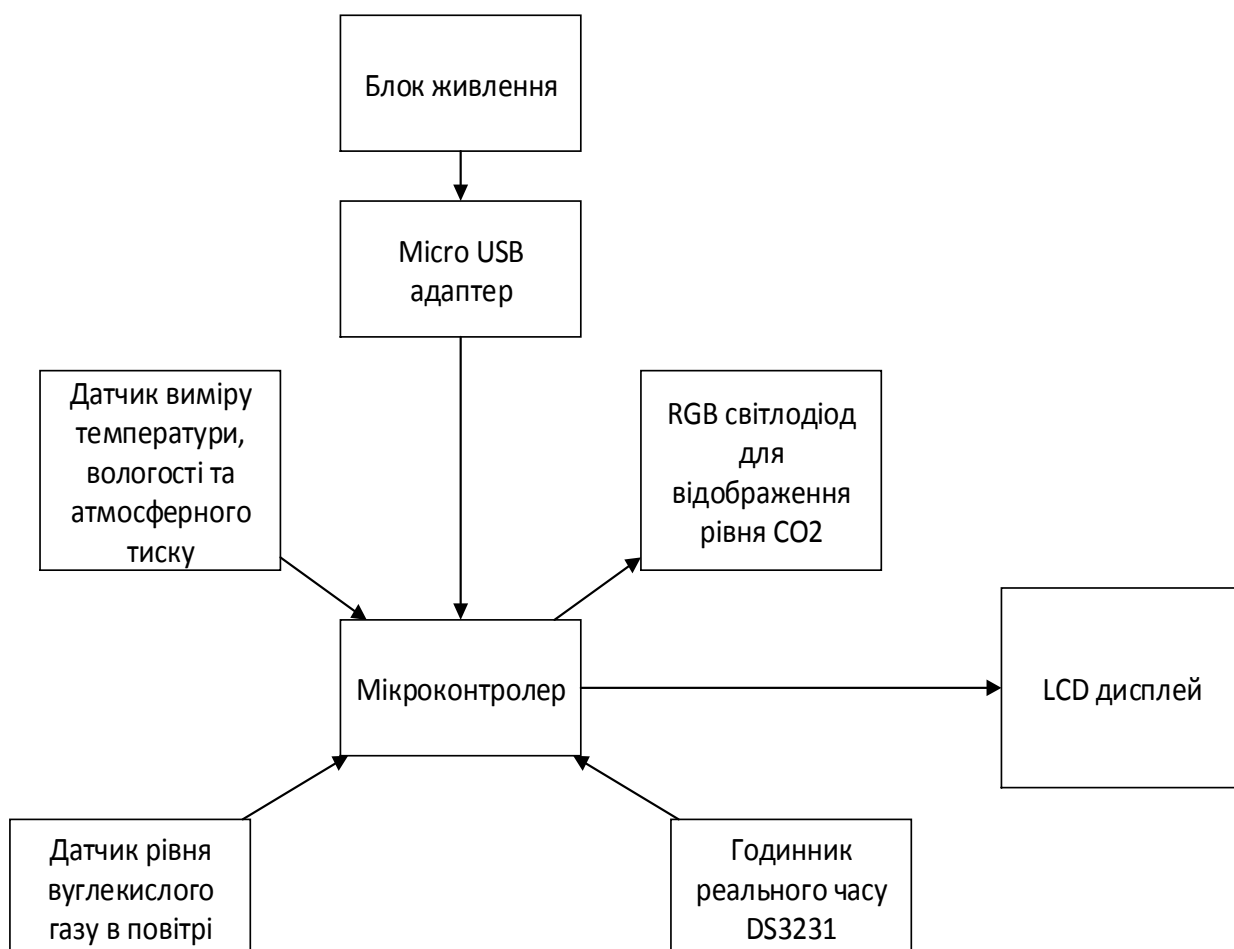 Блок живлення
Micro USB
адаптер
Датчик виміру
температури,
вологості та
атмосферного
тиску
RGB світлодіод
для
відображення
рівня CO2
Мікроконтролер
LCD дисплей
Датчик рівня
вуглекислого
газу в повітрі
Годинник
реального часу
DS3231